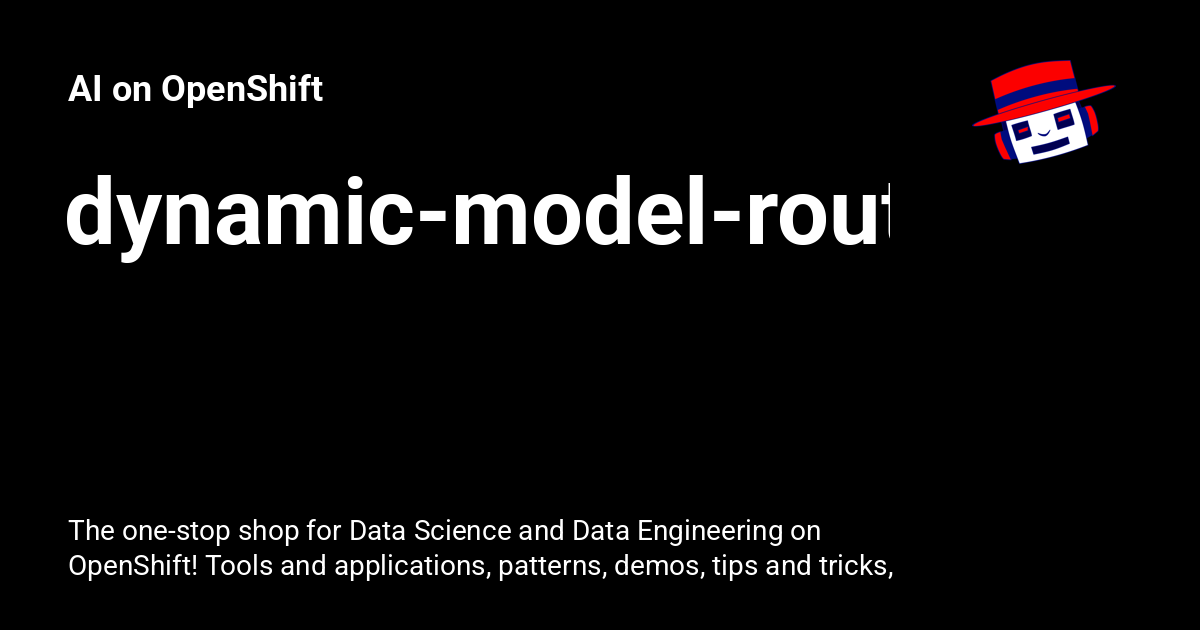 AI on OpenShift
dynamic-model-rout
The one-stop shop for Data Science and Data Engineering on
OpenShift! Tools and applications, patterns, demos, tips and tricks,